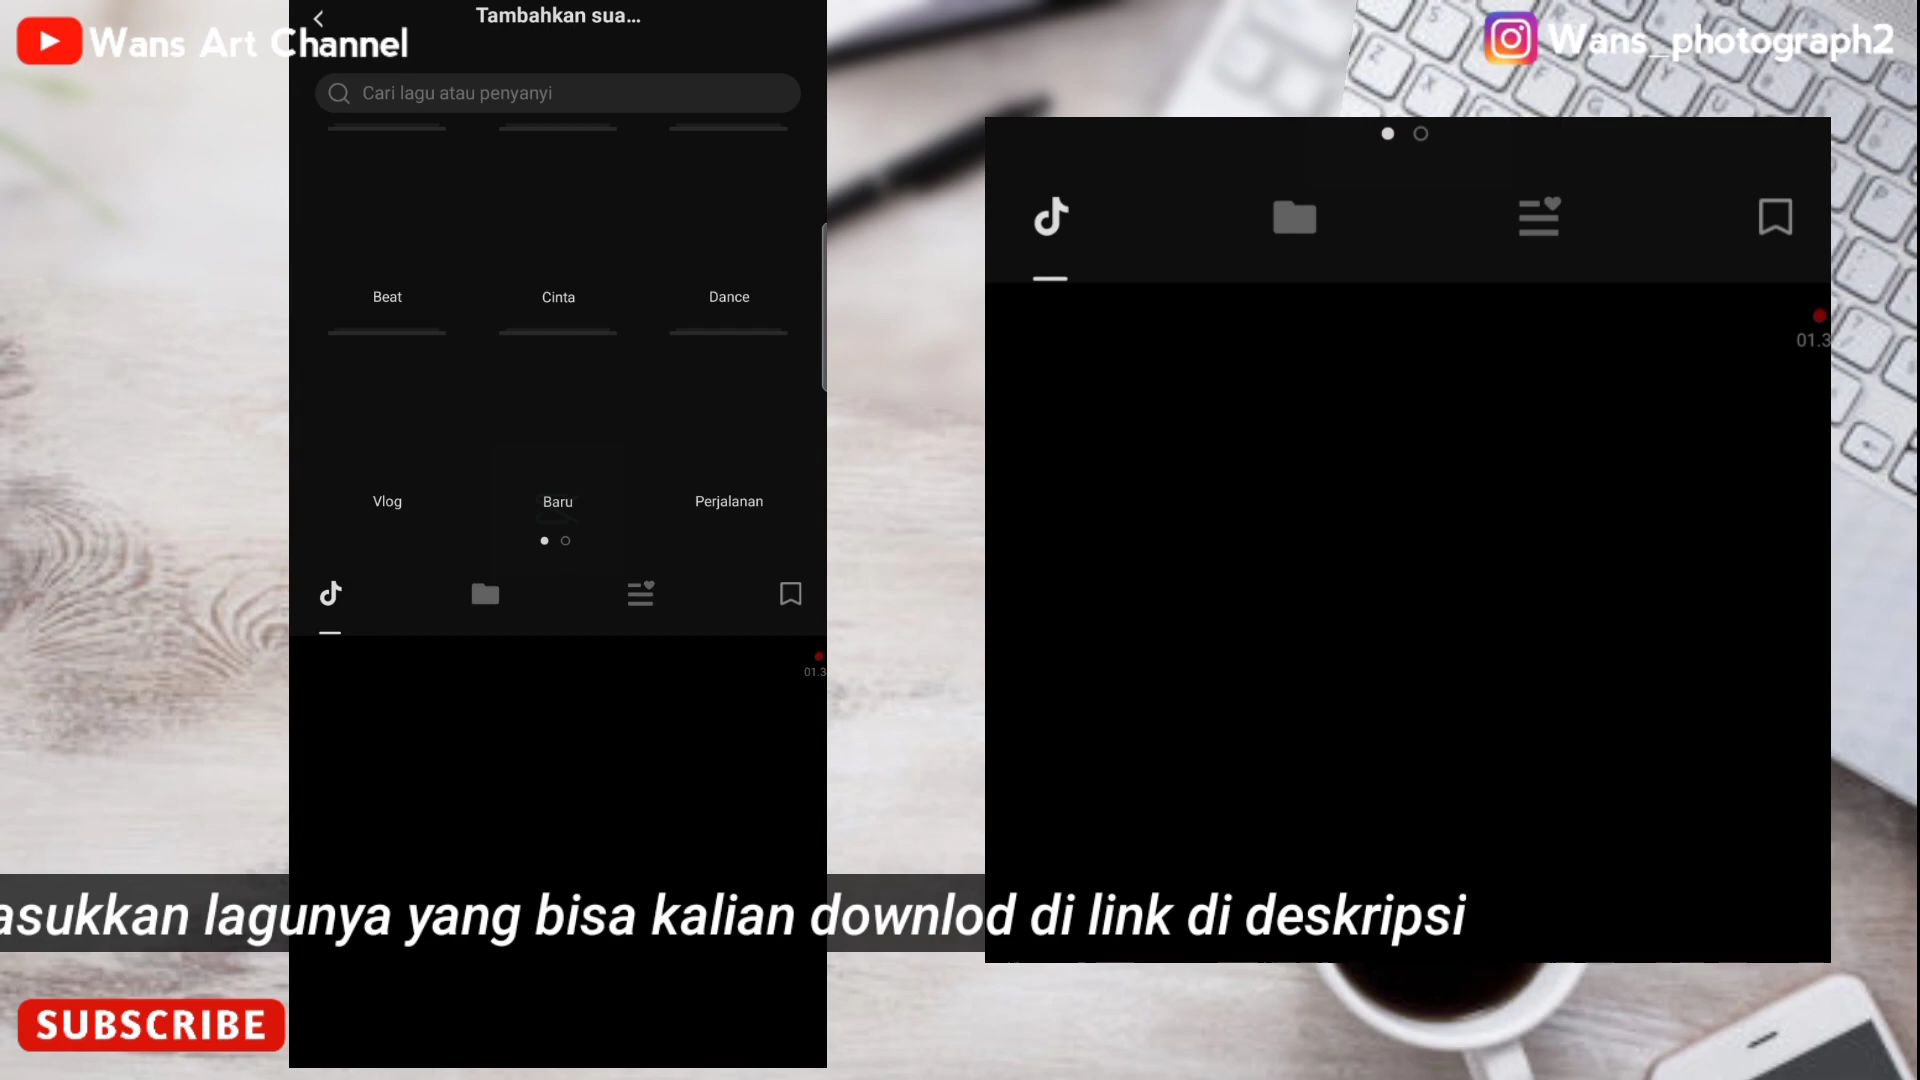 Wans Art Channel
Tambahkan sua...
Wans_photograph2
Cari lagu atau penyanyi
Beat
Cinta
Dance
Vlog
Baru
Perjalanan
01.3
01.3
asukkan lagunya yang bisa kalian downlod di link di deskripsi
SUBSCRIBE